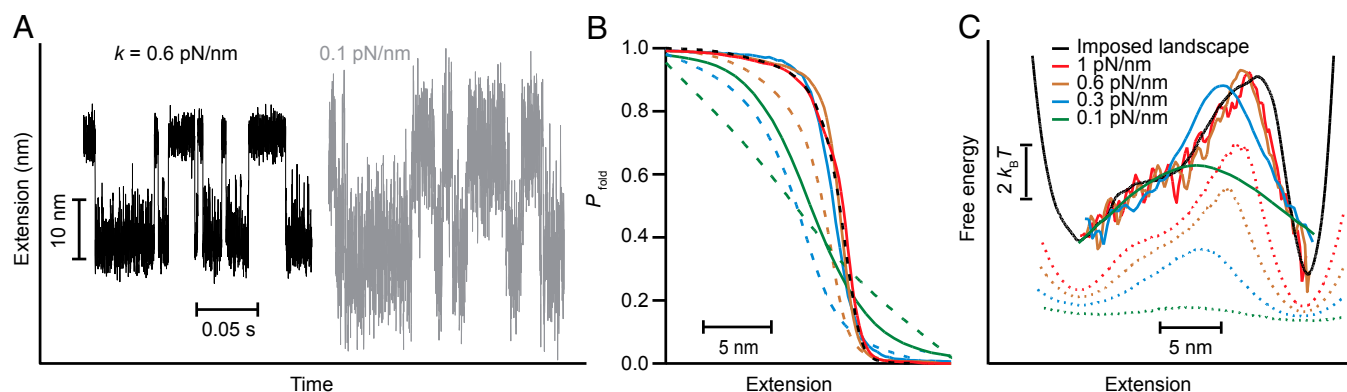 A
k = 0.6 pN/nm
0.1 pN/nm
Extension (nm)
10 nm
0.05 s
Time
B
1.0
0.8
0.6
0.4
0.2
0.0
P_fold
5 nm
Extension
C
Imposed landscape
1 pN/nm
0.6 pN/nm
0.3 pN/nm
0.1 pN/nm
Free energy
2 k_B T
5 nm
Extension